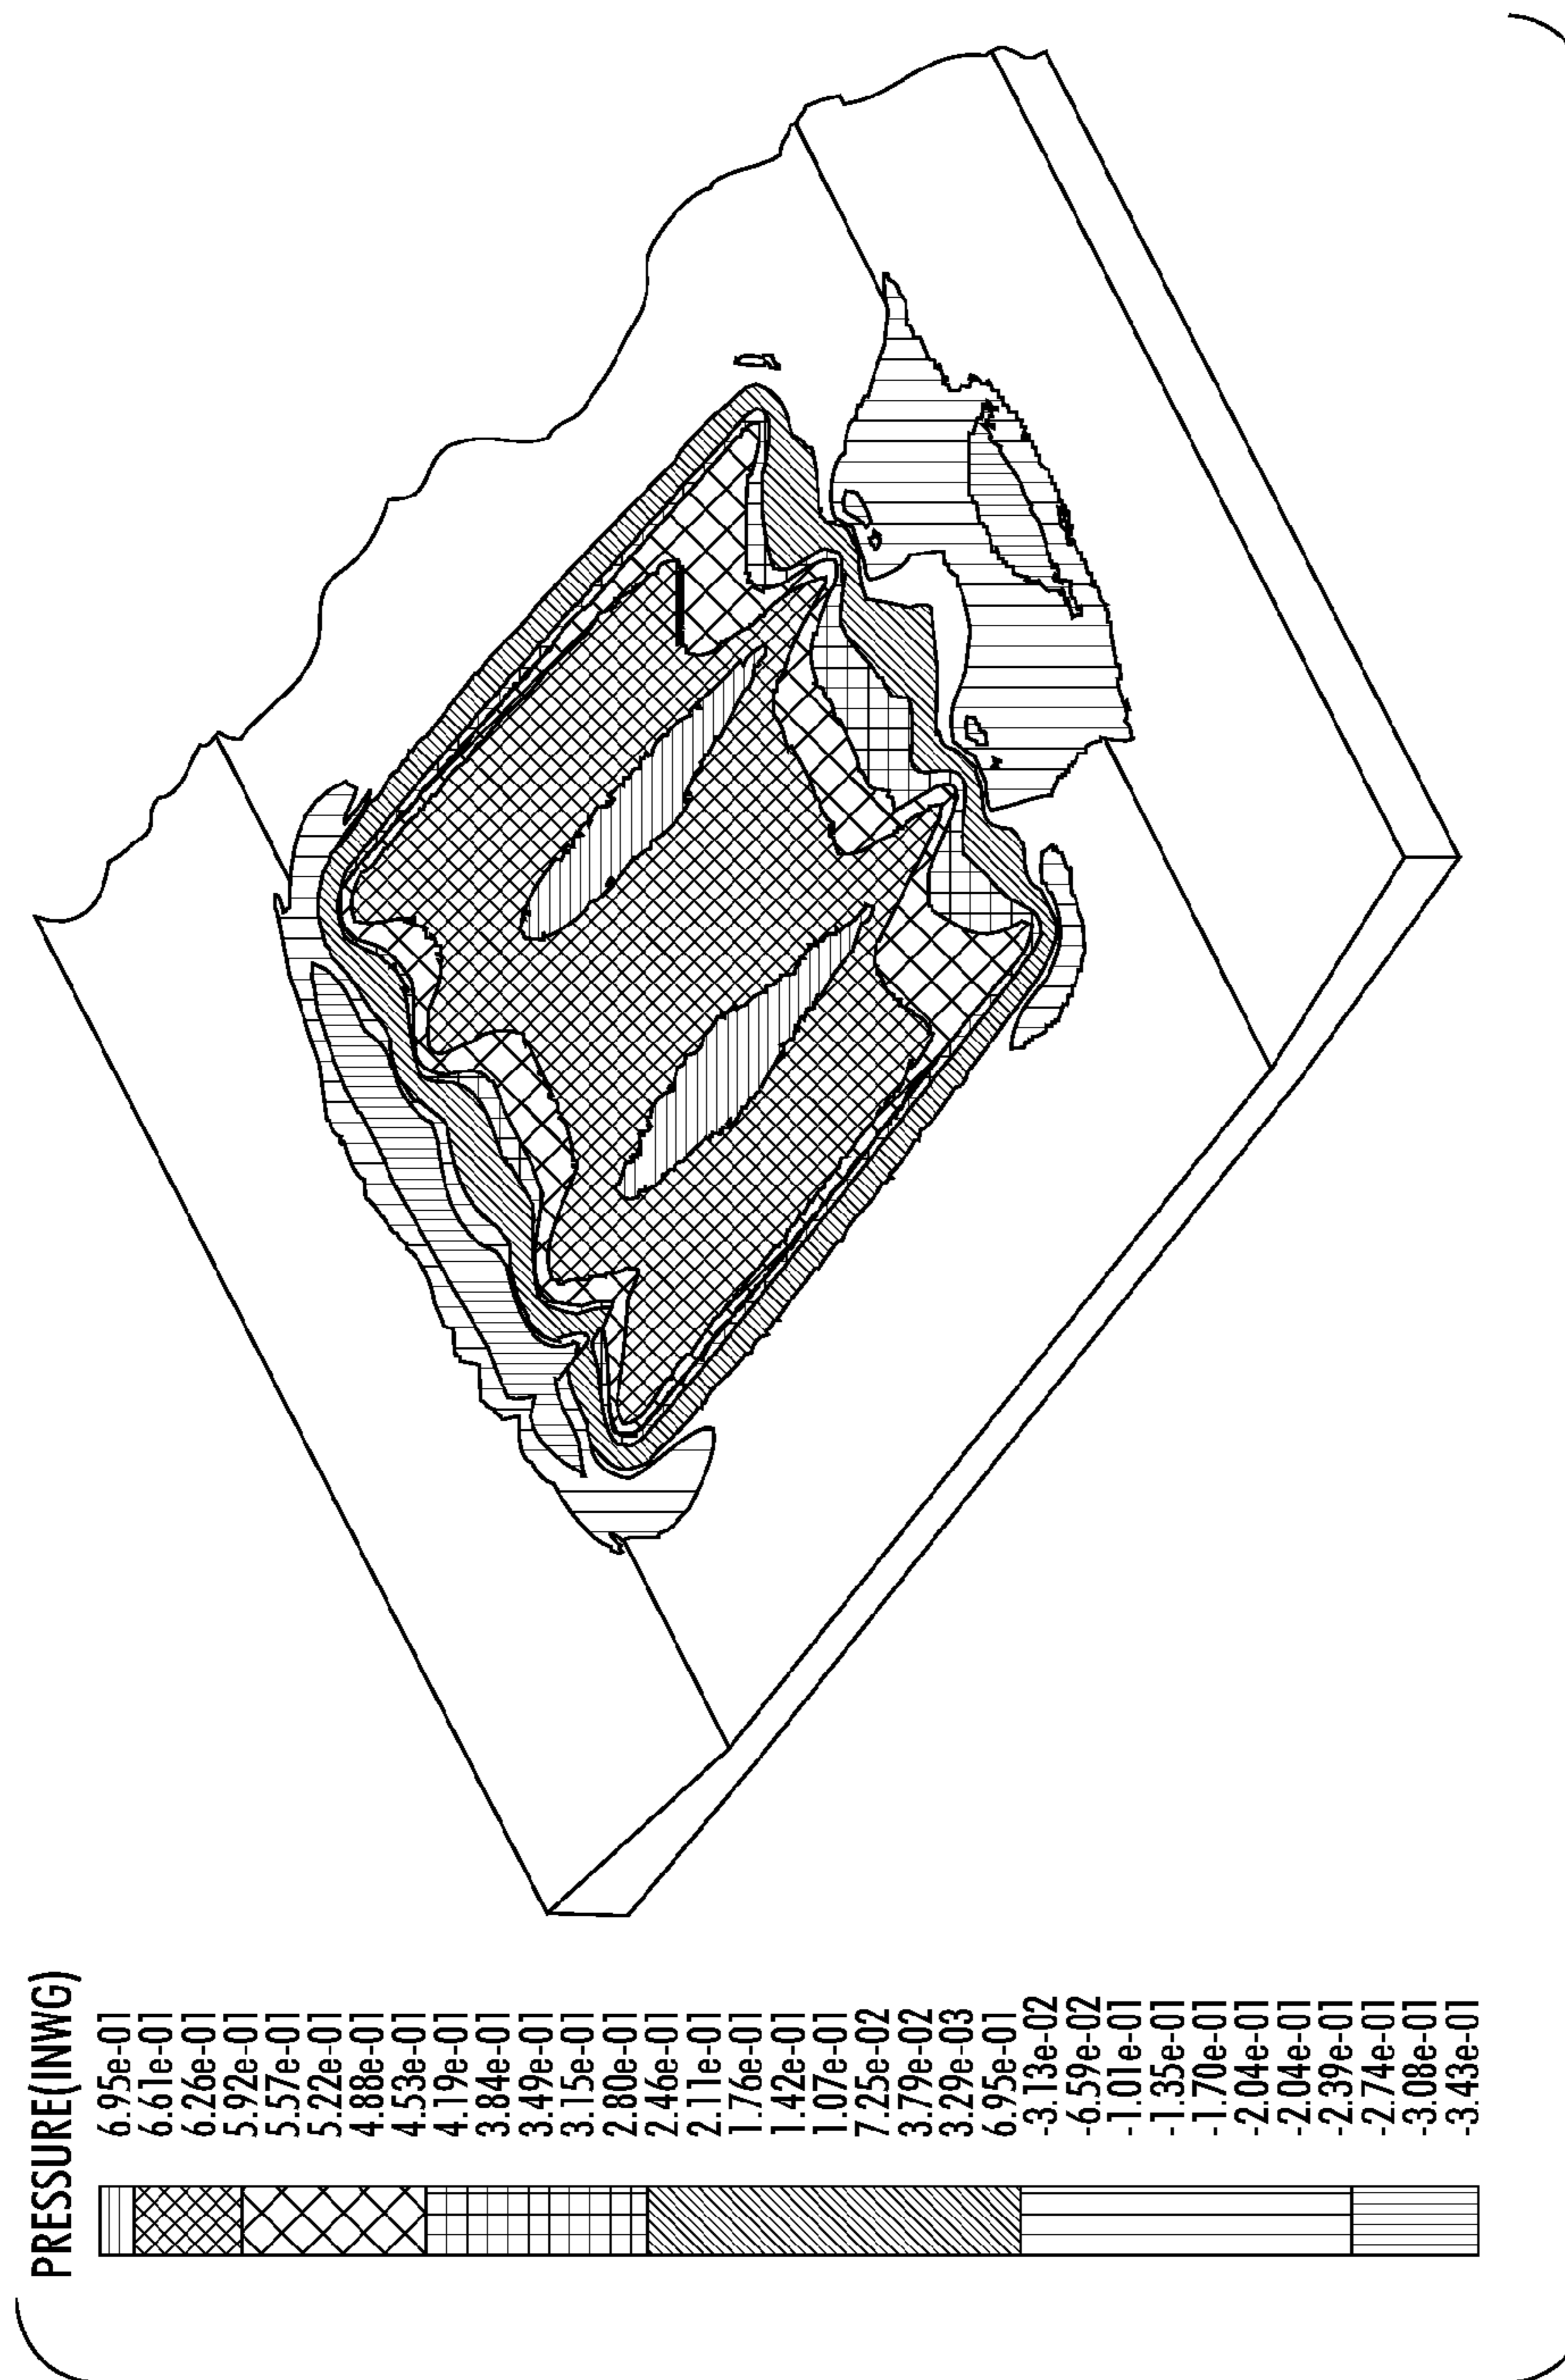 PRESSURE(INWG)
6.95e-01
6.61e-01
6.26e-01
5.92e-01
5.57e-01
5.22e-01
4.88e-01
4.53e-01
4.19e-01
3.84e-01
3.49e-01
3.15e-01
2.80e-01
2.46e-01
2.11e-01
1.76e-01
1.42e-01
1.07e-01
7.25e-02
3.79e-02
3.29e-03
6.95e-01
-3.13e-02
-6.59e-02
-1.01e-01
-1.35e-01
-1.70e-01
-2.04e-01
-2.04e-01
-2.39e-01
-2.74e-01
-3.08e-01
-3.43e-01